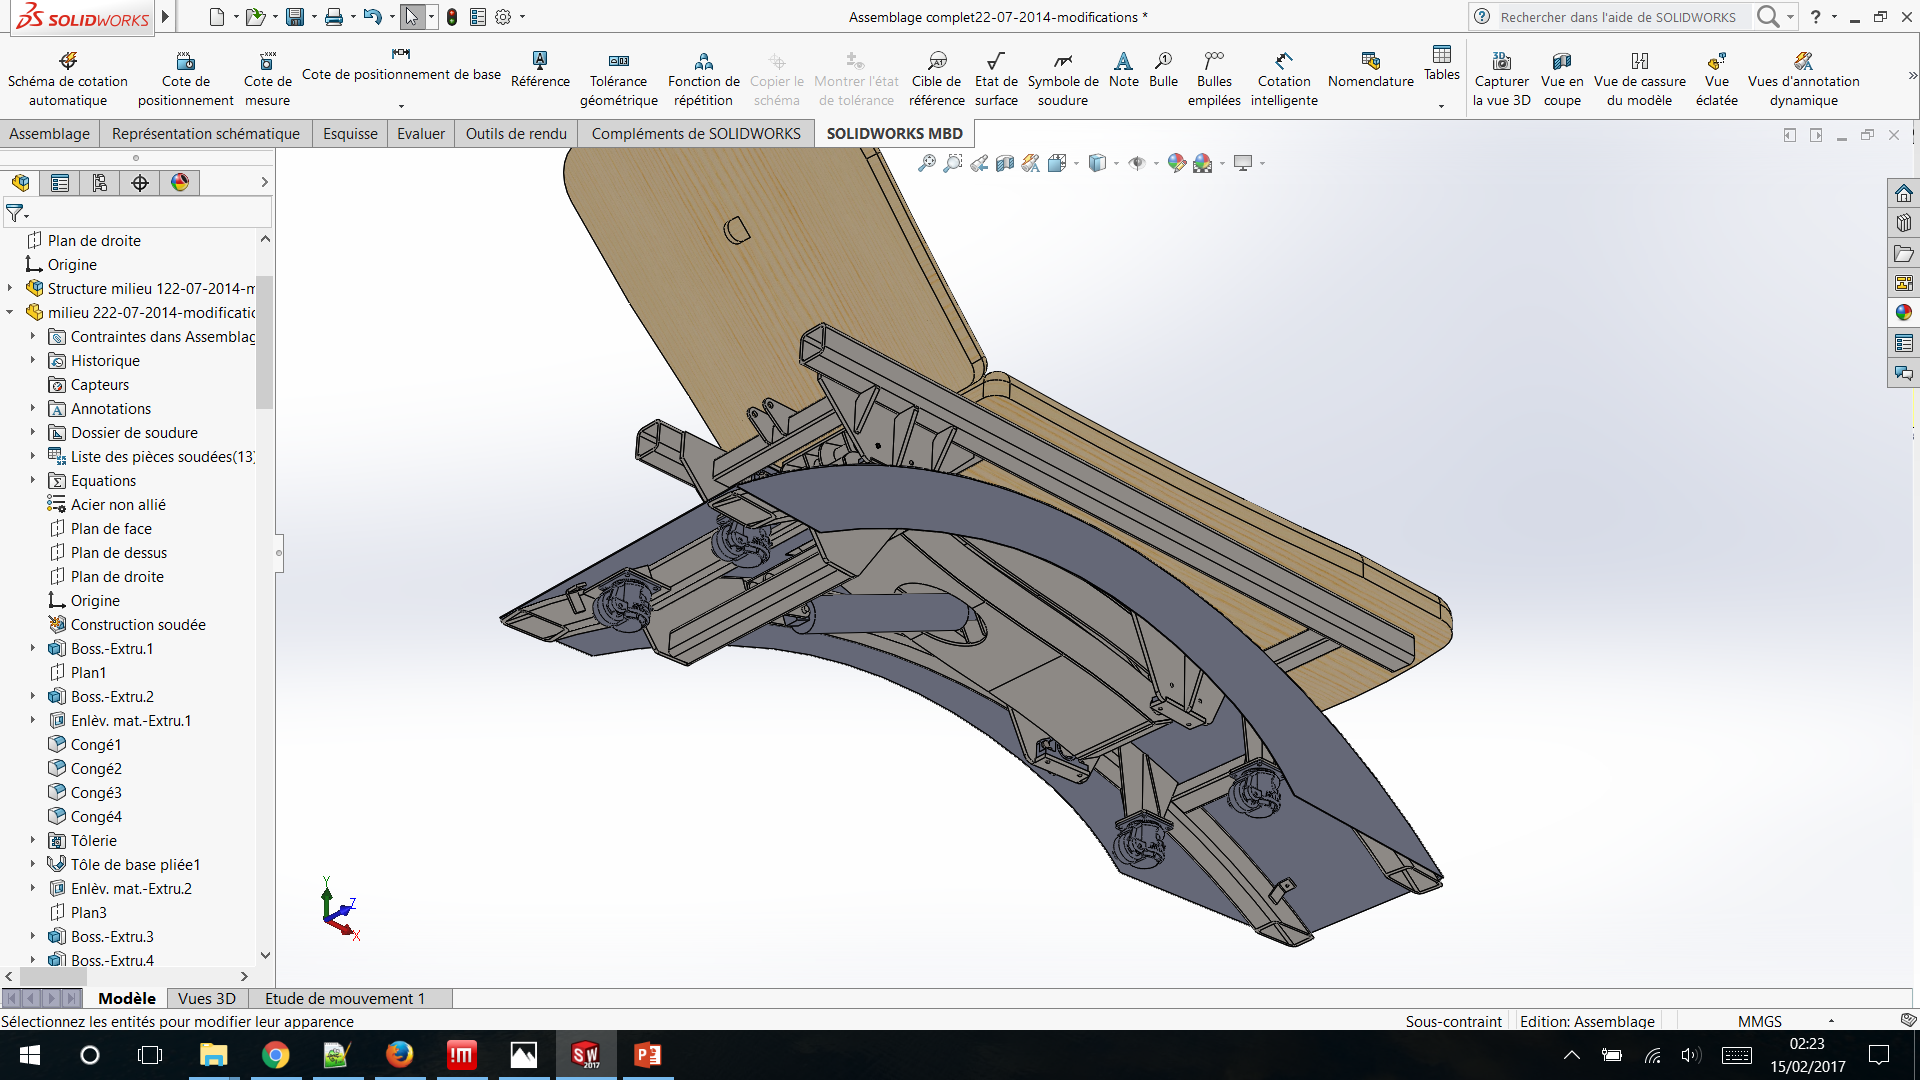 SOLIDWORKS
Assemblage complet22-07-2014-modifications *
Rechercher dans l'aide de SOLIDWORKS
Schéma de cotation automatique
Cote de positionnement
Cote de mesure
Cote de positionnement de base
Référence
Tolérance géométrique
Fonction de répétition
Copier le schéma
Montrer l'état de tolérance
Cible de référence
Etat de surface
Symbole de soudure
Note
Bulle
Bulles empilées
Cotation intelligente
Nomenclature
Tables
Capturer la vue 3D
Vue en coupe
Vue de cassure du modèle
Vue éclatée
Vues d'annotation dynamique
Assemblage
Représentation schématique
Esquisse
Evaluer
Outils de rendu
Compléments de SOLIDWORKS
SOLIDWORKS MBD
Plan de droite
Origine
Structure milieu 122-07-2014-m
milieu 222-07-2014-modificatio
Contraintes dans Assemblag
Historique
Capteurs
Annotations
Dossier de soudure
Liste des pièces soudées(13)
Equations
Acier non allié
Plan de face
Plan de dessus
Plan de droite
Origine
Construction soudée
Boss.-Extru.1
Plan1
Boss.-Extru.2
Enlèv. mat.-Extru.1
Congé1
Congé2
Congé3
Congé4
Tôlerie
Tôle de base pliée1
Enlèv. mat.-Extru.2
Plan3
Boss.-Extru.3
Boss.-Extru.4
Y
Z
X
Modèle
Vues 3D
Etude de mouvement 1
Sélectionnez les entités pour modifier leur apparence
Sous-contraint
Edition: Assemblage
MMGS
02:23
15/02/2017